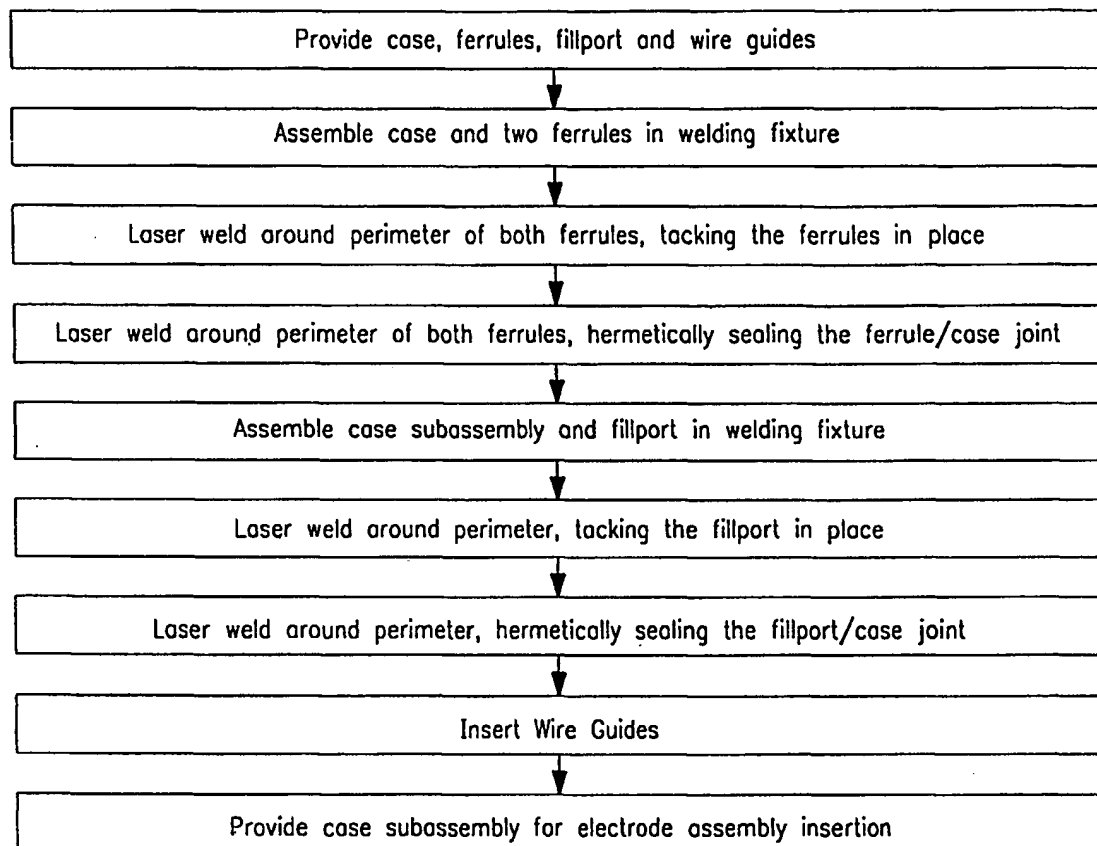 Provide case, ferrules, fillport and wire guides
Assemble case and two ferrules in welding fixture
Laser weld around perimeter of both ferrules, tacking the ferrules in place
Laser weld around perimeter of both ferrules, hermetically sealing the ferrule/case joint
Assemble case subassembly and fillport in welding fixture
Laser weld around perimeter, tacking the fillport in place
Laser weld around perimeter, hermetically sealing the fillport/case joint
Insert Wire Guides
Provide case subassembly for electrode assembly insertion